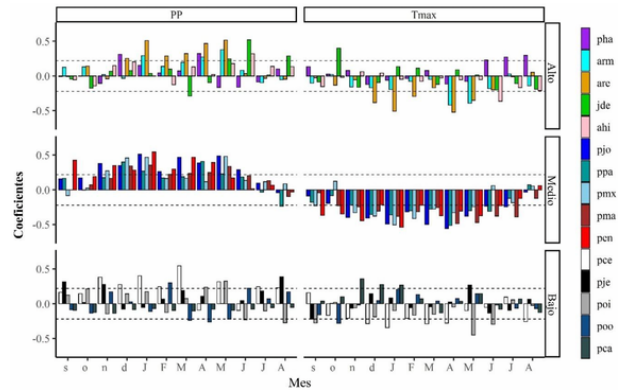 PP Tmax
0.5
0.0
-0.5
Alto
0.5
0.0
-0.5
Medio
0.5
0.0
-0.5
Bajo
Coeficientes
s o n d J F M A M J J A s o n d J F M A M J J A
Mes
pha
arm
arc
jde
ahi
pjo
ppa
pmx
pma
pen
pce
pje
poi
poo
pca